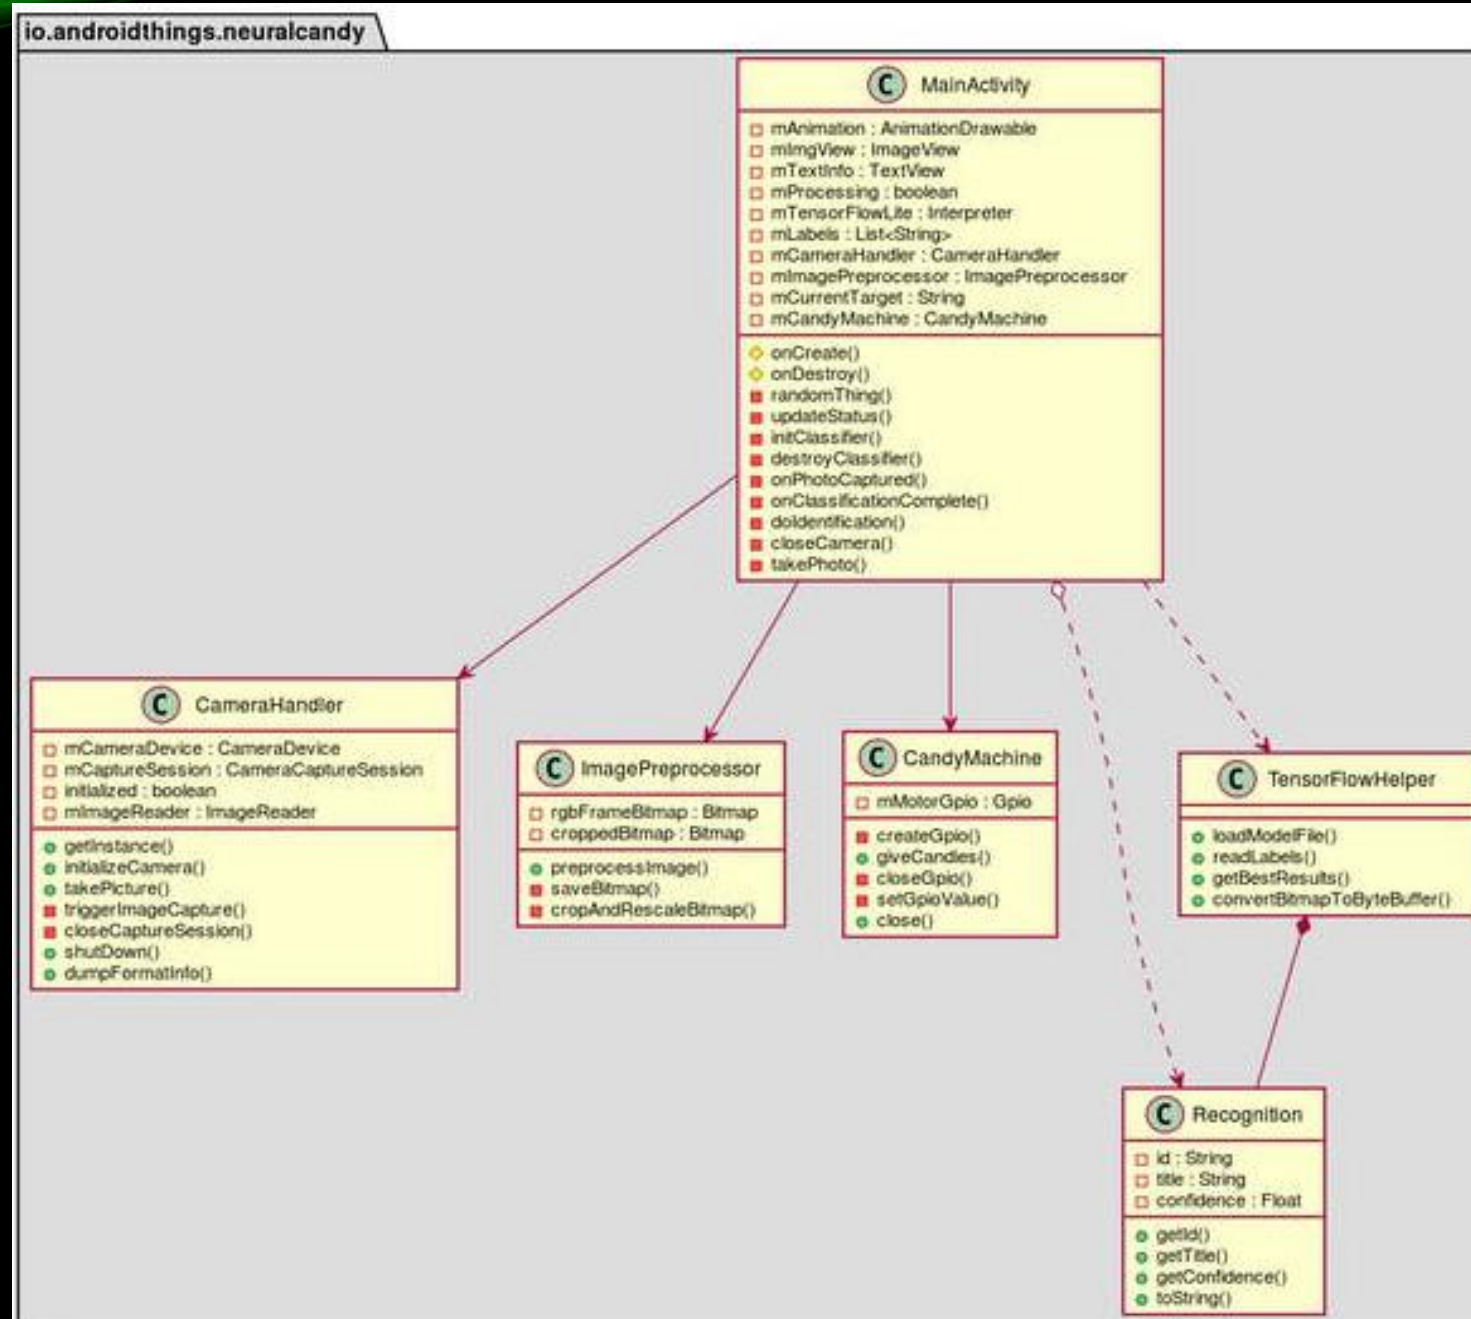 io.androidthings.neuralcandy
C MainActivity
mAnimation : AnimationDrawable
mImgView : ImageView
mTextInfo : TextView
mProcessing : boolean
mTensorFlowLite : Interpreter
mLabels : List<String>
mCameraHandler : CameraHandler
mImagePreprocessor : ImagePreprocessor
mCurrentTarget : String
mCandyMachine : CandyMachine
onCreate()
onDestroy()
randomThing()
updateStatus()
initClassifier()
destroyClassifier()
onPhotoCaptured()
onClassificationComplete()
doIdentification()
closeCamera()
takePhoto()
C CameraHandler
mCameraDevice : CameraDevice
mCaptureSession : CameraCaptureSession
initialized : boolean
mImageReader : ImageReader
getInstance()
initializeCamera()
takePicture()
triggerImageCapture()
closeCaptureSession()
shutDown()
dumpFormatInfo()
C ImagePreprocessor
rgbFrameBitmap : Bitmap
croppedBitmap : Bitmap
preprocessImage()
saveBitmap()
cropAndRescaleBitmap()
C CandyMachine
mMotorGpio : Gpio
createGpio()
giveCandies()
closeGpio()
setGpioValue()
close()
C TensorFlowHelper
loadModelFile()
readLabels()
getBestResults()
convertBitmapToByteBuffer()
C Recognition
id : String
title : String
confidence : Float
getId()
getTitle()
getConfidence()
toString()